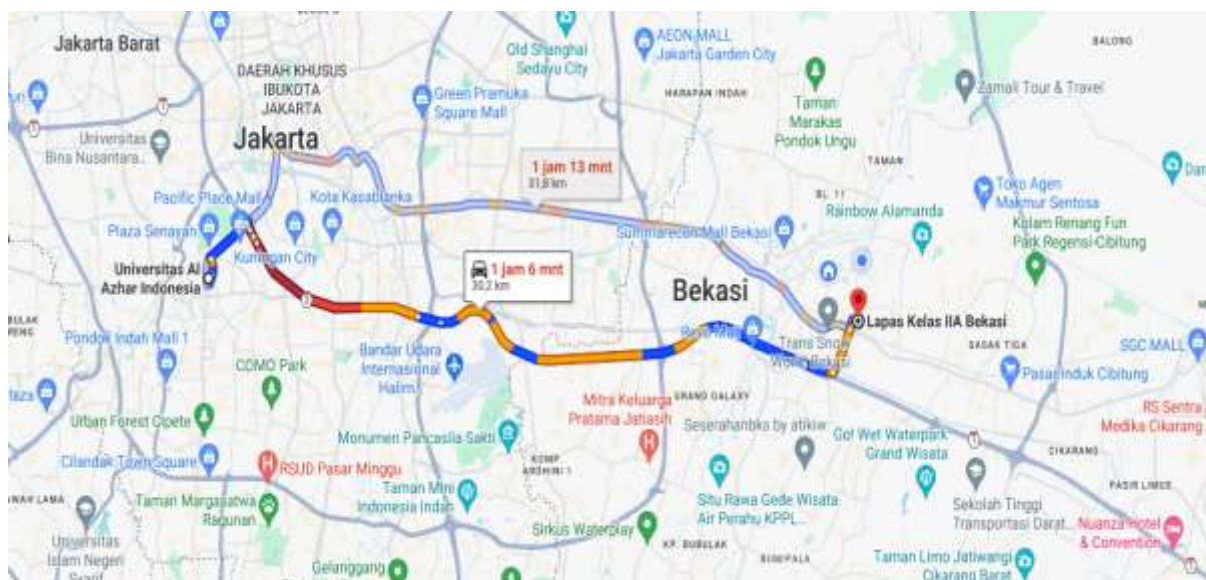 Jakarta Barat
DAERAH KHUSUS
IBUKOTA
JAKARTA
Jakarta
Universitas
Bina Nusantara...
Old Shanghai
Sedayu City
AEON MALL
Jakarta Garden City
Green Pramuka
Square Mall
HARAPAN INDAH
Taman
Marakas
Pondok Ungu
BALONG
Zamali Tour & Travel
TAMAN
Toko Agen
Makmur Sentosa
Kolam Renang Fun
Park Regensi-Cibitung
Rainbow Alamanda
1 jam 13 mnt
31,8 km
Pacific Place Mall
Kota Kasablanka
Plaza Senayan
Kuningan City
Summarecon Mall Bekasi
Universitas Al
Azhar Indonesia
1 jam 6 mnt
30,2 km
Bekasi
Lapas Kelas IIA Bekasi
Trans Snow
World Bekasi
Pondok Indah Mall 1
COMO Park
Bandar Udara
Internasional
Halim
SGC MALL
Pasar Induk Cibitung
Mitra Keluarga
Pratama Jatiasih
GRAND GALAXY
Seserahanbka by atikiw
Go! Wet Waterpark
Grand Wisata
RS Sentra
Medika Cikarang
Urban Forest Cipete
Monumen Pancasila Sakti
Cilandak Town Square
RSUD Pasar Minggu
KOMP.
CIKARANG
Taman Margasatwa
Ragunan
Taman Mini
Indonesia Indah
Situ Rawa Gede Wisata
Air Perahu KPPL...
Sekolah Tinggi
Transportasi Darat...
PASIR LIMUS
Nuanza Hotel
& Convention
Sirkus Waterplay
KP. BUBULAK
Universitas
Islam Negeri
Gelanggang
Taman Limo Jatiwangi
Cikarang Barat